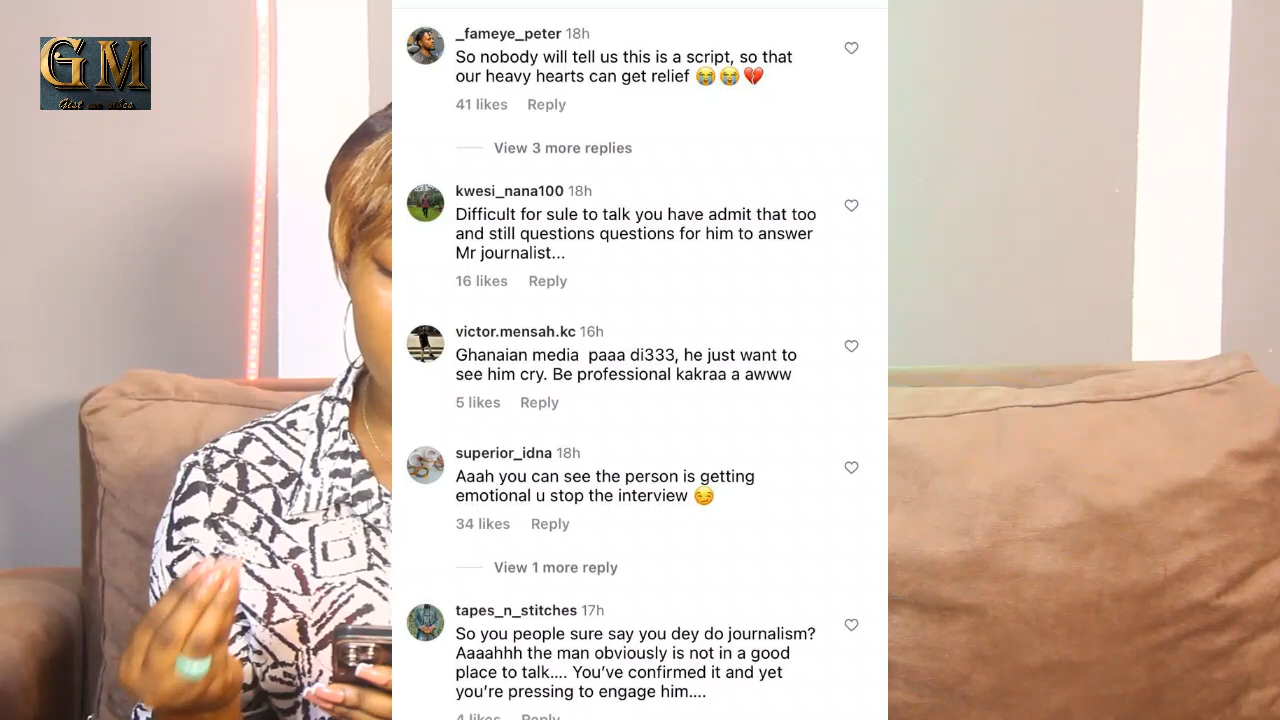 GM
Gist
_fameye_peter 18h
So nobody will tell us this is a script, so that
our heavy hearts can get relief 😭😭💔
41 likes Reply
View 3 more replies
kwesi_nana100 18h
Difficult for sule to talk you have admit that too
and still questions questions for him to answer
Mr journalist...
16 likes Reply
victor.mensah.kc 16h
Ghanaian media paaa di333, he just want to
see him cry. Be professional kakraa a awww
5 likes Reply
superior_idna 18h
Aaah you can see the person is getting
emotional u stop the interview 😏
34 likes Reply
View 1 more reply
tapes_n_stitches 17h
So you people sure say you dey do journalism?
Aaaahhh the man obviously is not in a good
place to talk.... You’ve confirmed it and yet
you’re pressing to engage him....
4 likes Reply